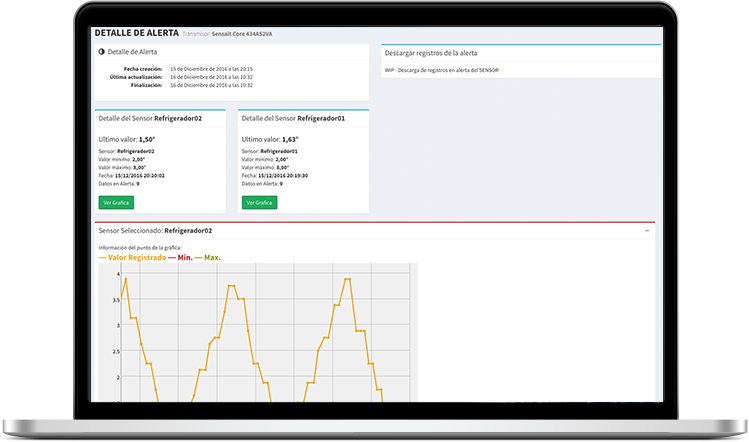 DETALLE DE ALERTA Transmisor: Sensait Core 434A52VA
Detalle de Alerta
Fecha creación: 15 de Diciembre de 2016 a las 20:15
Última actualización: 16 de Diciembre de 2016 a las 10:32
Finalización: 16 de Diciembre de 2016 a las 10:32
Descargar registros de la alerta
WIP - Descarga de registros en alerta del SENSOR
Detalle del Sensor Refrigerador02
Ultimo valor: 1,50°
Sensor: Refrigerador02
Valor mínimo: 2,00°
Valor máximo: 8,00°
Fecha: 15/12/2016 20:20:02
Datos en Alerta: 9
Ver Grafica
Detalle del Sensor Refrigerador01
Ultimo valor: 1,63°
Sensor: Refrigerador01
Valor mínimo: 2,00°
Valor máximo: 8,00°
Fecha: 15/12/2016 20:19:30
Datos en Alerta: 9
Ver Grafica
Sensor Seleccionado: Refrigerador02
Información del punto de la gráfica:
— Valor Registrado — Min. — Max.
4
3.5
3
2.5
2